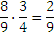 8/9 · 3/4 = 2/9